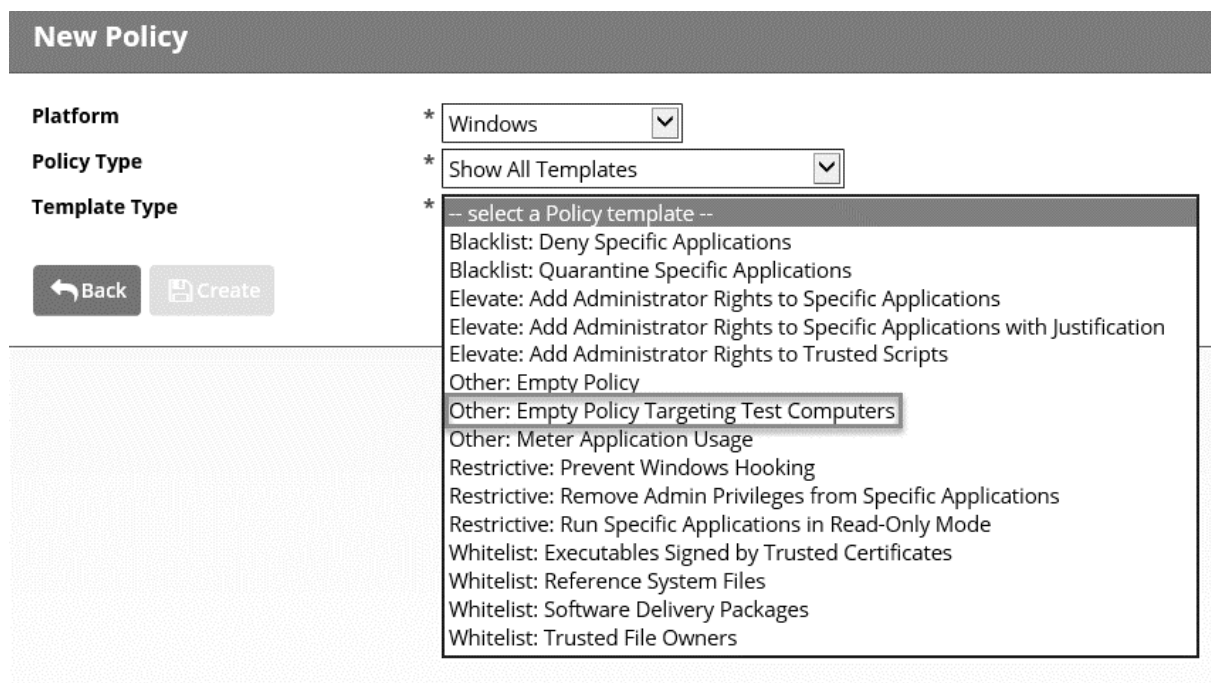 New Policy
Platform * Windows
Policy Type * Show All Templates
Template Type *
-- select a Policy template --
Blacklist: Deny Specific Applications
Blacklist: Quarantine Specific Applications
Elevate: Add Administrator Rights to Specific Applications
Elevate: Add Administrator Rights to Specific Applications with Justification
Elevate: Add Administrator Rights to Trusted Scripts
Other: Empty Policy
Other: Empty Policy Targeting Test Computers
Other: Meter Application Usage
Restrictive: Prevent Windows Hooking
Restrictive: Remove Admin Privileges from Specific Applications
Restrictive: Run Specific Applications in Read-Only Mode
Whitelist: Executables Signed by Trusted Certificates
Whitelist: Reference System Files
Whitelist: Software Delivery Packages
Whitelist: Trusted File Owners
Back Create